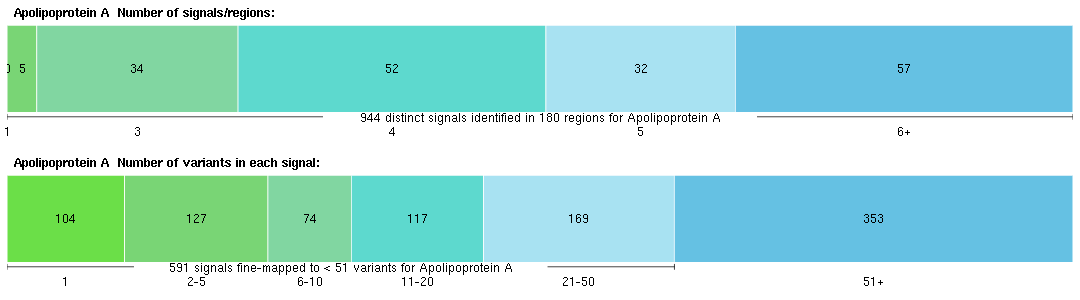 Apolipoprotein A Number of signals/regions:
0 5 34 52 32 57
944 distinct signals identified in 180 regions for Apolipoprotein A
1 3 4 5 6+
Apolipoprotein A Number of variants in each signal:
104 127 74 117 169 353
591 signals fine-mapped to < 51 variants for Apolipoprotein A
1 2-5 6-10 11-20 21-50 51+